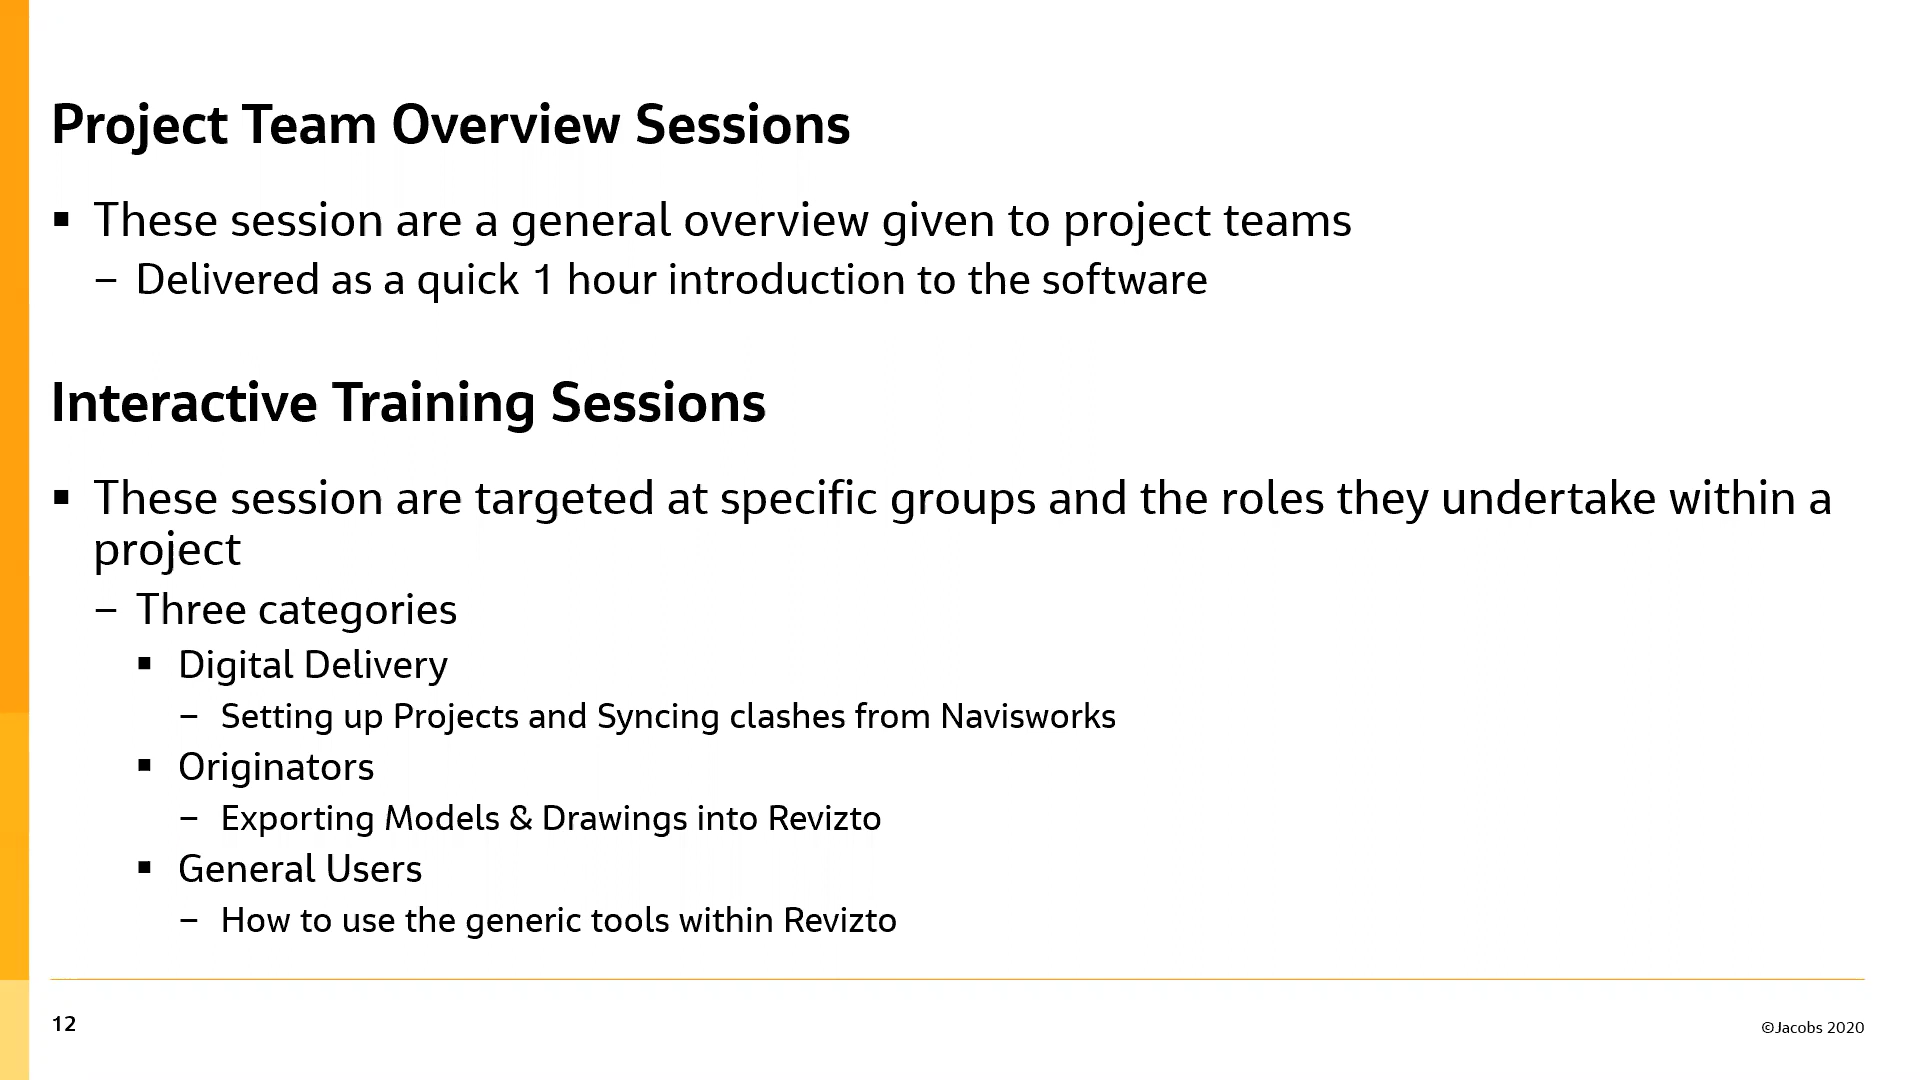 Project Team Overview Sessions
▪ These session are a general overview given to project teams
– Delivered as a quick 1 hour introduction to the software
Interactive Training Sessions
▪ These session are targeted at specific groups and the roles they undertake within a
project
– Three categories
▪ Digital Delivery
– Setting up Projects and Syncing clashes from Navisworks
▪ Originators
– Exporting Models & Drawings into Revizto
▪ General Users
– How to use the generic tools within Revizto
12
©Jacobs 2020